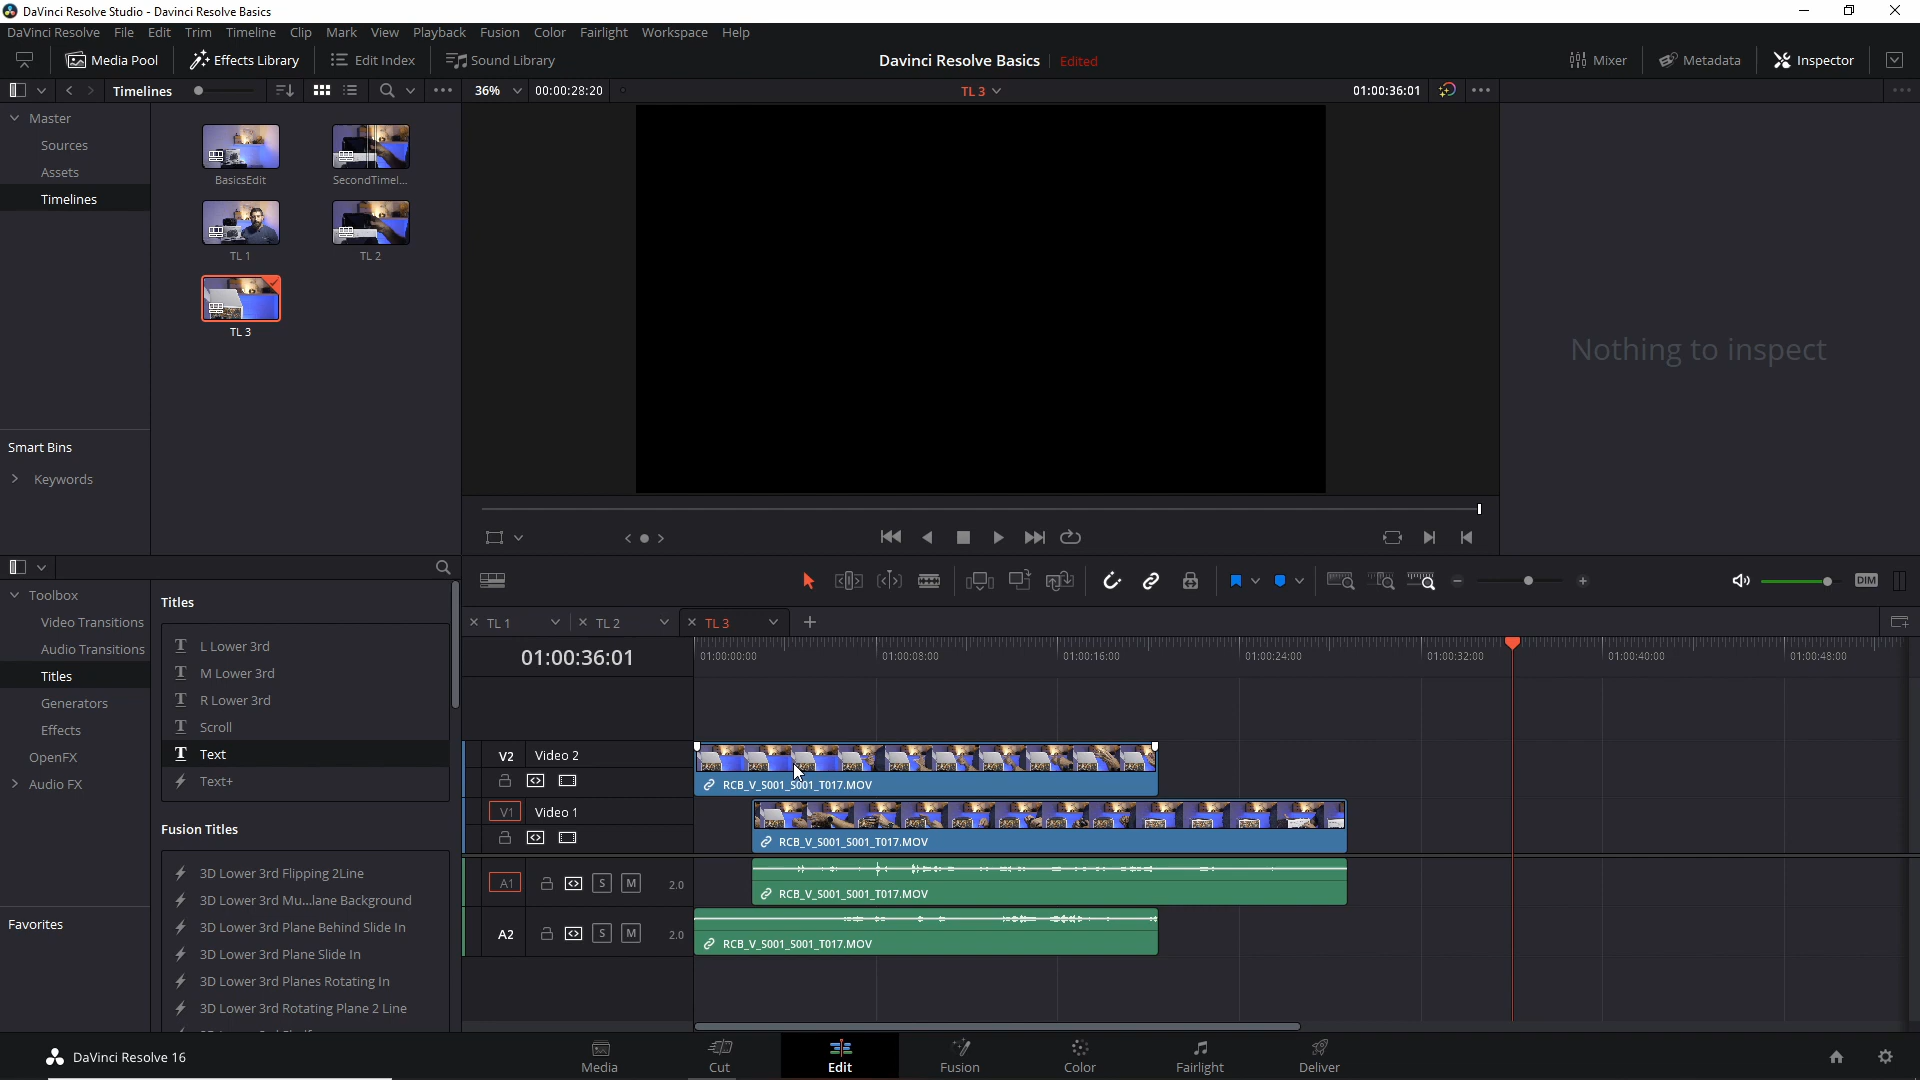 DaVinci Resolve Studio - Davinci Resolve Basics
DaVinci Resolve File Edit Trim Timeline Clip Mark View Playback Fusion Color Fairlight Workspace Help
Media Pool Effects Library Edit Index Sound Library Davinci Resolve Basics Edited Mixer Metadata Inspector
Timelines 36% 00:00:28:20 TL 3 01:00:36:01
Master
Sources
Assets
Timelines
BasicsEdit SecondTimel...
TL 1 TL 2
TL 3
Nothing to inspect
Smart Bins
Keywords
DIM
Toolbox
Video Transitions
Audio Transitions
Titles
Generators
Effects
OpenFX
Audio FX
Favorites
Titles
L Lower 3rd
M Lower 3rd
R Lower 3rd
Scroll
Text
Text+
Fusion Titles
3D Lower 3rd Flipping 2Line
3D Lower 3rd Mu...lane Background
3D Lower 3rd Plane Behind Slide In
3D Lower 3rd Plane Slide In
3D Lower 3rd Planes Rotating In
3D Lower 3rd Rotating Plane 2 Line
TL 1 TL 2 TL 3
01:00:36:01 01:00:00:00 01:00:08:00 01:00:16:00 01:00:24:00 01:00:32:00 01:00:40:00 01:00:48:00
V2 Video 2
RCB_V_S001_S001_T017.MOV
V1 Video 1
RCB_V_S001_S001_T017.MOV
A1 S M 2.0
RCB_V_S001_S001_T017.MOV
A2 S M 2.0
RCB_V_S001_S001_T017.MOV
DaVinci Resolve 16 Media Cut Edit Fusion Color Fairlight Deliver